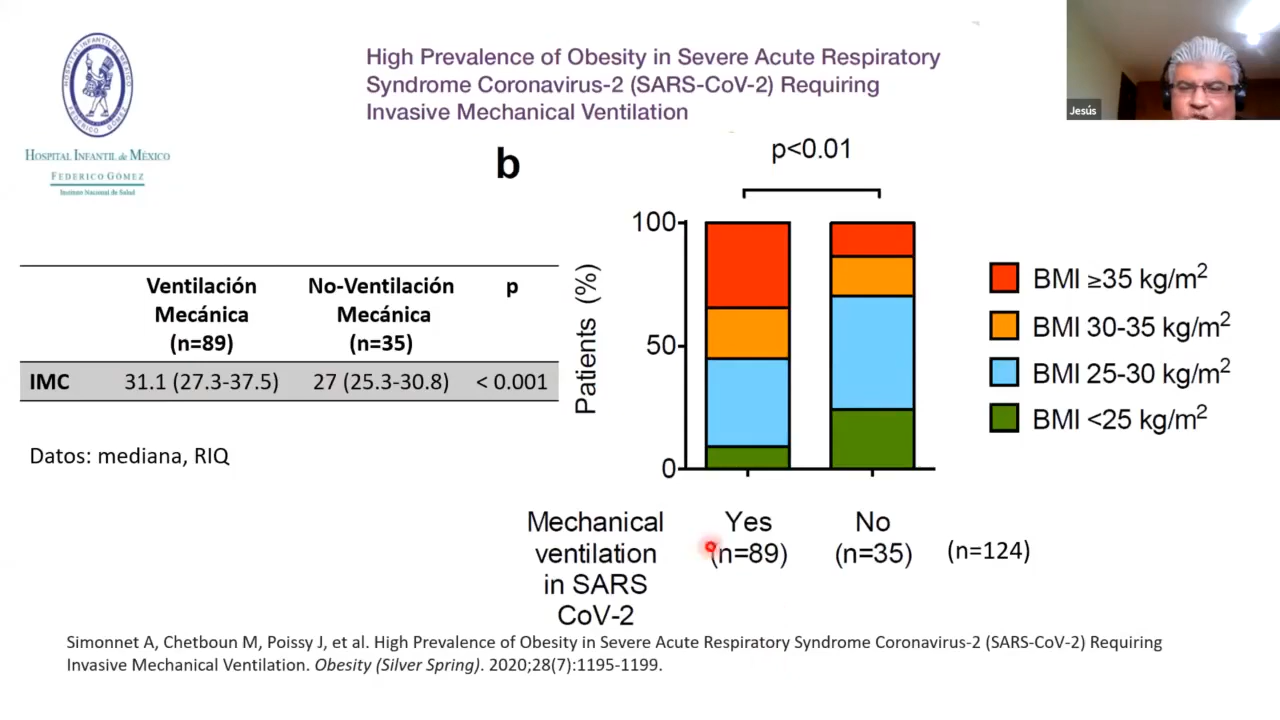 High Prevalence of Obesity in Severe Acute Respiratory
Syndrome Coronavirus-2 (SARS-CoV-2) Requiring
Invasive Mechanical Ventilation
Jesús
HOSPITAL INFANTIL de MÉXICO
FEDERICO GÓMEZ
Instituto Nacional de Salud
b
p<0.01
Ventilación
Mecánica
(n=89)
No-Ventilación
Mecánica
(n=35)
p
IMC 31.1 (27.3-37.5) 27 (25.3-30.8) < 0.001
Datos: mediana, RIQ
Patients (%)
100
50
0
BMI ≥35 kg/m²
BMI 30-35 kg/m²
BMI 25-30 kg/m²
BMI <25 kg/m²
Mechanical
ventilation
in SARS
CoV-2
Yes
(n=89)
No
(n=35)
(n=124)
Simonnet A, Chetboun M, Poissy J, et al. High Prevalence of Obesity in Severe Acute Respiratory Syndrome Coronavirus-2 (SARS-CoV-2) Requiring
Invasive Mechanical Ventilation. Obesity (Silver Spring). 2020;28(7):1195-1199.